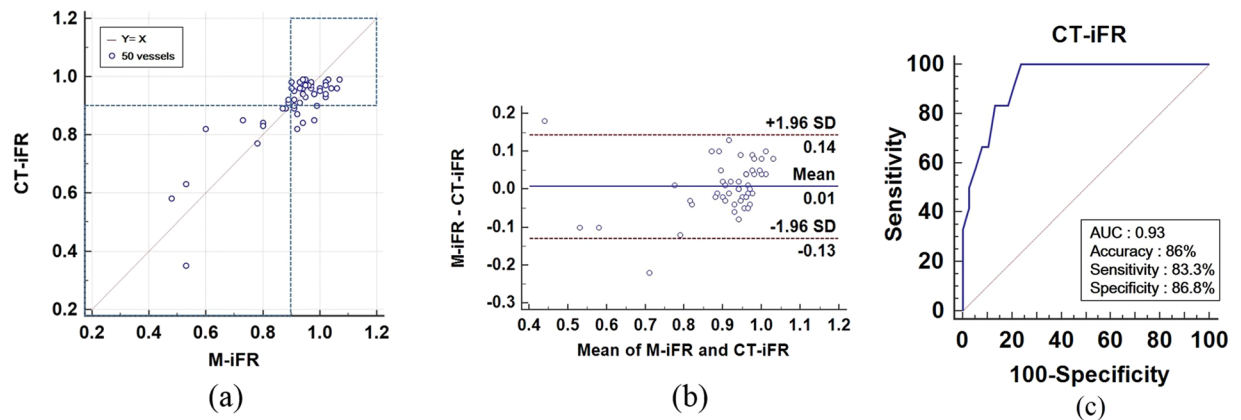 1.2
1.0
0.8
0.6
0.4
0.2
CT-iFR
— Y= X
50 vessels
0.2 0.4 0.6 0.8 1.0 1.2
M-iFR
(a)
0.2
0.1
0.0
-0.1
-0.2
-0.3
M-iFR - CT-iFR
+1.96 SD
0.14
Mean
0.01
-1.96 SD
-0.13
0.4 0.5 0.6 0.7 0.8 0.9 1.0 1.1 1.2
Mean of M-iFR and CT-iFR
(b)
CT-iFR
100
80
60
40
20
0
Sensitivity
AUC : 0.93
Accuracy : 86%
Sensitivity : 83.3%
Specificity : 86.8%
0 20 40 60 80 100
100-Specificity
(c)